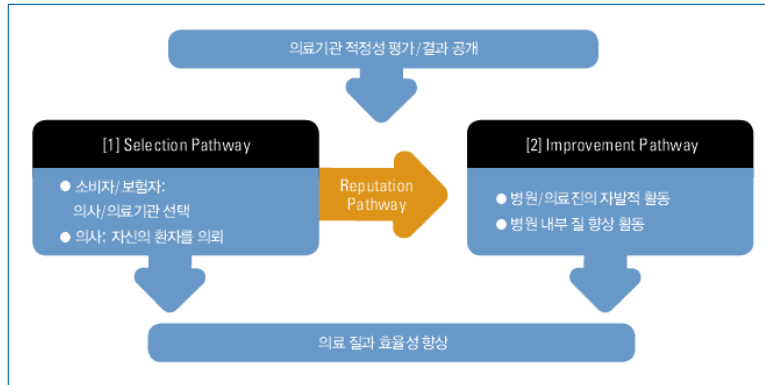 의료기관 적정성 평가/결과 공개
[1] Selection Pathway
● 소비자/보험자:
의사/의료기관 선택
● 의사: 자신의 환자를 의뢰
Reputation
Pathway
[2] Improvement Pathway
● 병원/의료진의 자발적 활동
● 병원 내부 질 향상 활동
의료 질과 효율성 향상